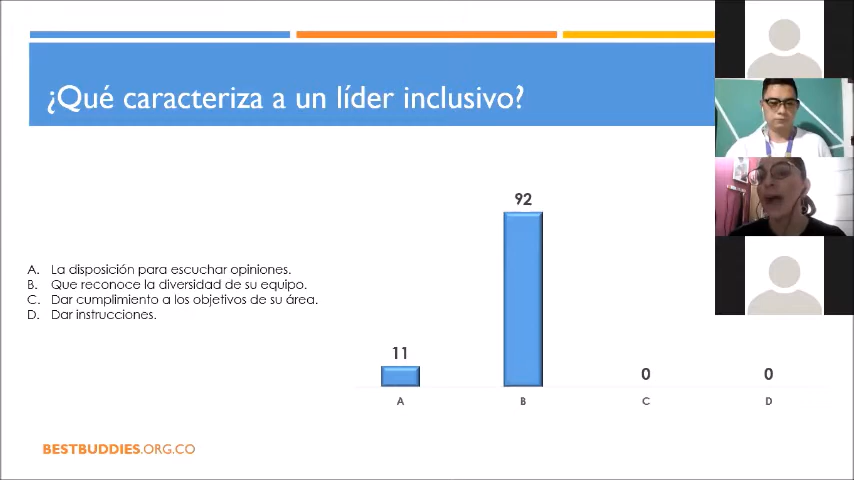 ¿Qué caracteriza a un líder inclusivo?
A. La disposición para escuchar opiniones.
B. Que reconoce la diversidad de su equipo.
C. Dar cumplimiento a los objetivos de su área.
D. Dar instrucciones.
11
92
0
0
A
B
C
D
BESTBUDDIES.ORG.CO